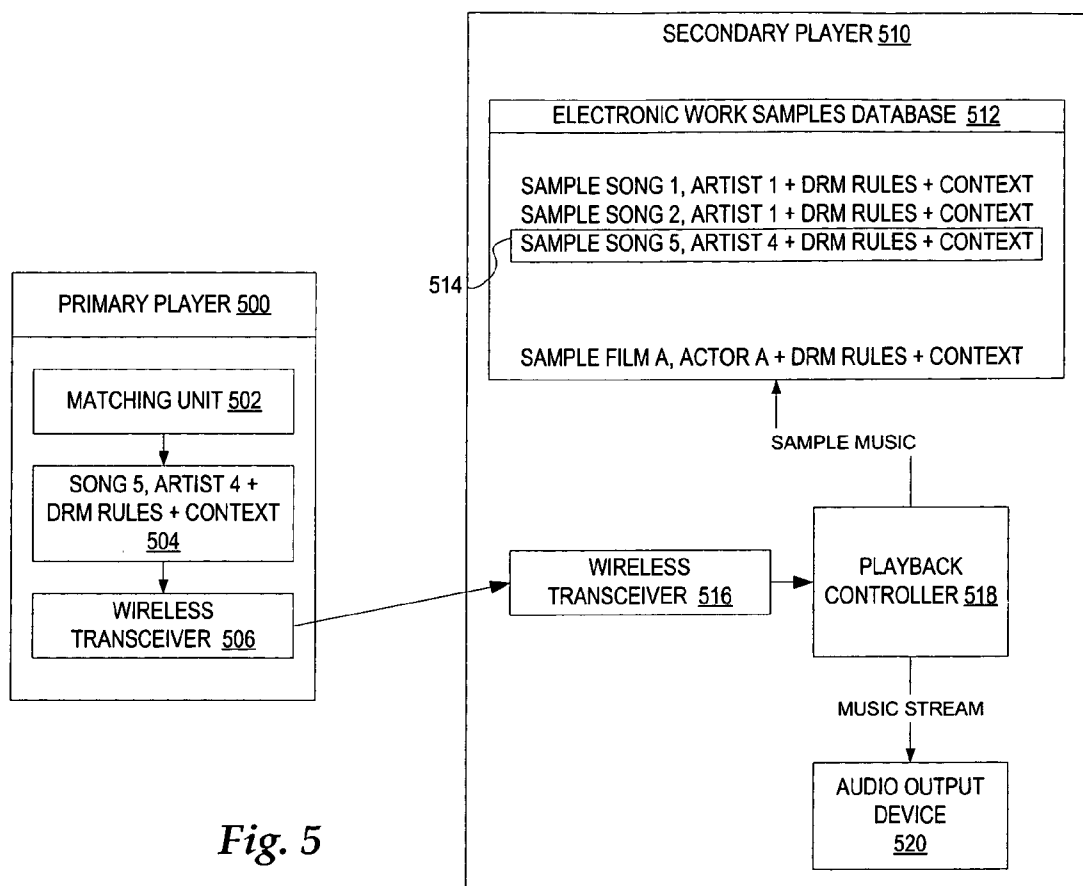 SECONDARY PLAYER 510
ELECTRONIC WORK SAMPLES DATABASE 512
SAMPLE SONG 1, ARTIST 1 + DRM RULES + CONTEXT
SAMPLE SONG 2, ARTIST 1 + DRM RULES + CONTEXT
SAMPLE SONG 5, ARTIST 4 + DRM RULES + CONTEXT
514
SAMPLE FILM A, ACTOR A + DRM RULES + CONTEXT
PRIMARY PLAYER 500
MATCHING UNIT 502
SONG 5, ARTIST 4 +
DRM RULES + CONTEXT
504
WIRELESS
TRANSCEIVER 506
SAMPLE MUSIC
WIRELESS
TRANSCEIVER 516
PLAYBACK
CONTROLLER 518
MUSIC STREAM
AUDIO OUTPUT
DEVICE
520
Fig. 5